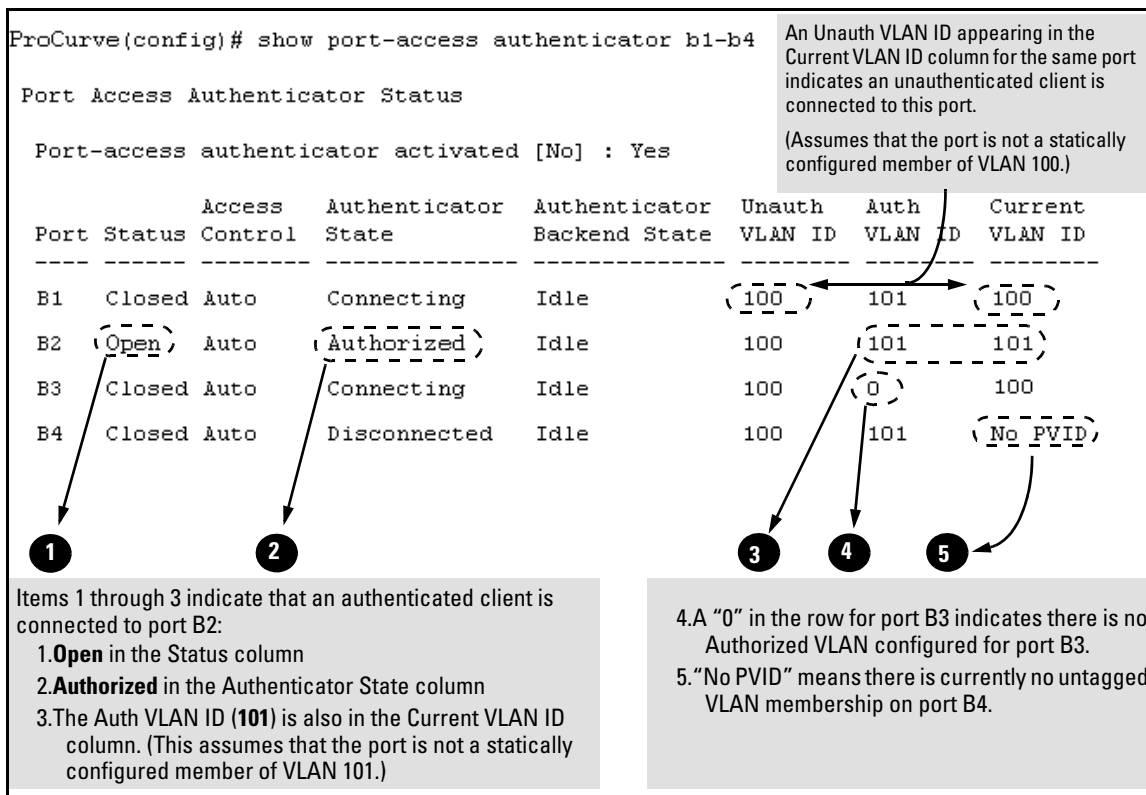 ProCurve(config)# show port-access authenticator b1-b4
An Unauth VLAN ID appearing in the
Current VLAN ID column for the same port
indicates an unauthenticated client is
connected to this port.
(Assumes that the port is not a statically
configured member of VLAN 100.)
Port Access Authenticator Status
Port-access authenticator activated [No] : Yes
Access Authenticator Authenticator Unauth Auth Current
Port Status Control State Backend State VLAN ID VLAN ID VLAN ID
---- ------ -------- -------------- -------------- -------- -------- --------
B1 Closed Auto Connecting Idle 100 101 100
B2 Open Auto Authorized Idle 100 101 101
B3 Closed Auto Connecting Idle 100 0 100
B4 Closed Auto Disconnected Idle 100 101 No PVID
1 2 3 4 5
Items 1 through 3 indicate that an authenticated client is
connected to port B2:
1.Open in the Status column
2.Authorized in the Authenticator State column
3.The Auth VLAN ID (101) is also in the Current VLAN ID
column. (This assumes that the port is not a statically
configured member of VLAN 101.)
4.A “0” in the row for port B3 indicates there is no
Authorized VLAN configured for port B3.
5.“No PVID” means there is currently no untagged
VLAN membership on port B4.